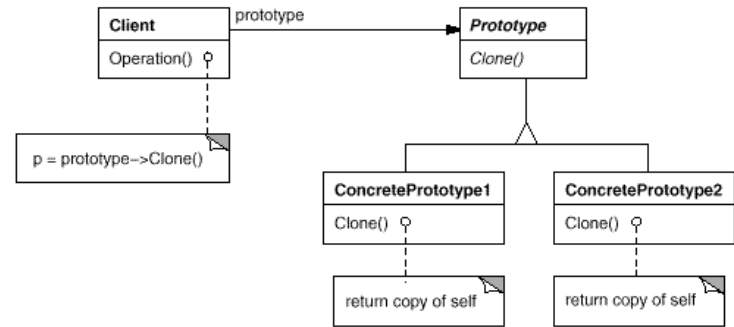 Client
prototype
Prototype
Operation()
Clone()
p = prototype->Clone()
ConcretePrototype1
ConcretePrototype2
Clone()
Clone()
return copy of self
return copy of self